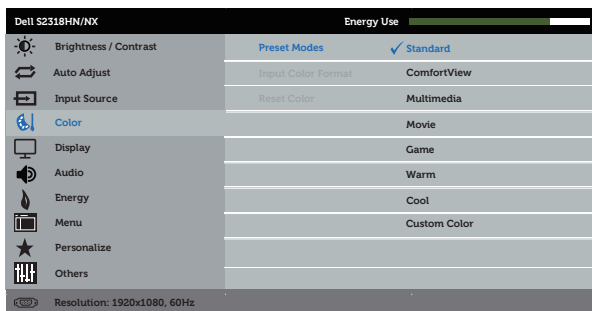 Dell S2318HN/NX Energy Use
Brightness / Contrast Preset Modes Standard
Auto Adjust Input Color Format ComfortView
Input Source Reset Color Multimedia
Color Movie
Display Game
Audio Warm
Energy Cool
Menu Custom Color
Personalize
Others
Resolution: 1920x1080, 60Hz